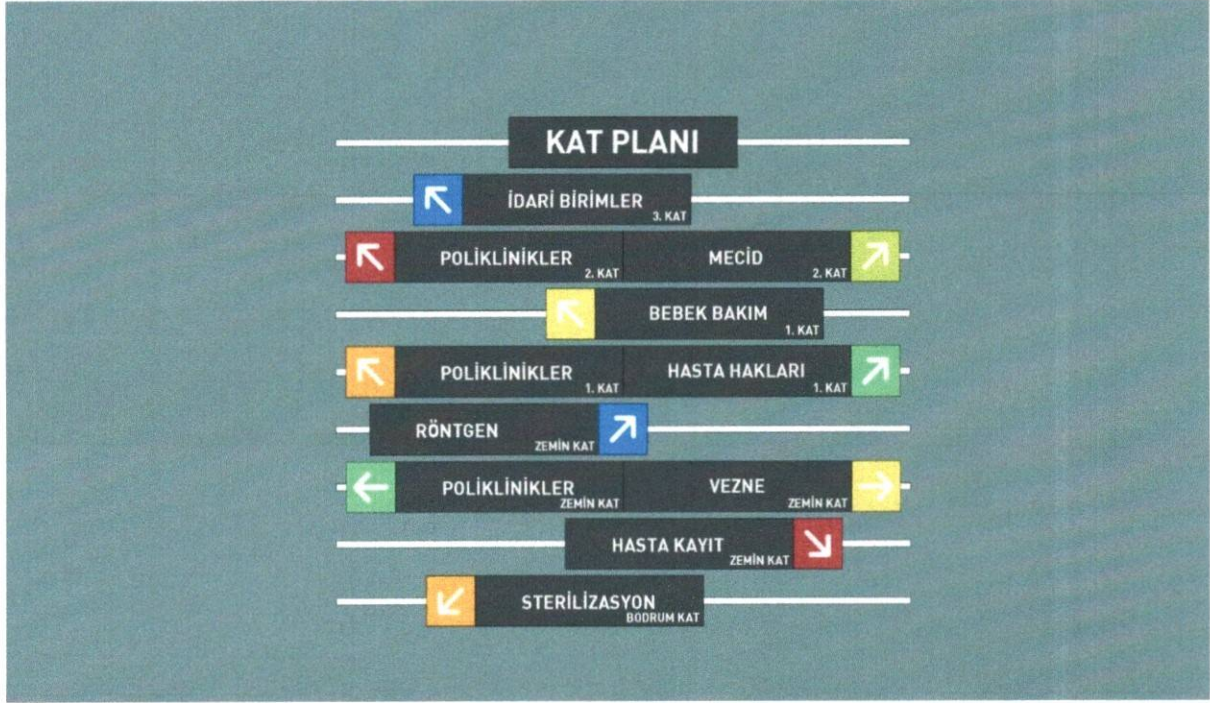 KAT PLANI
İDARİ BİRİMLER
3. KAT
POLİKLİNİKLER
2. KAT
MECİD
2. KAT
BEBEK BAKIM
1. KAT
POLİKLİNİKLER
1. KAT
HASTA HAKLARI
1. KAT
RÖNTGEN
ZEMİN KAT
POLİKLİNİKLER
ZEMİN KAT
VEZNE
ZEMİN KAT
HASTA KAYIT
ZEMİN KAT
STERİLİZASYON
BODRUM KAT